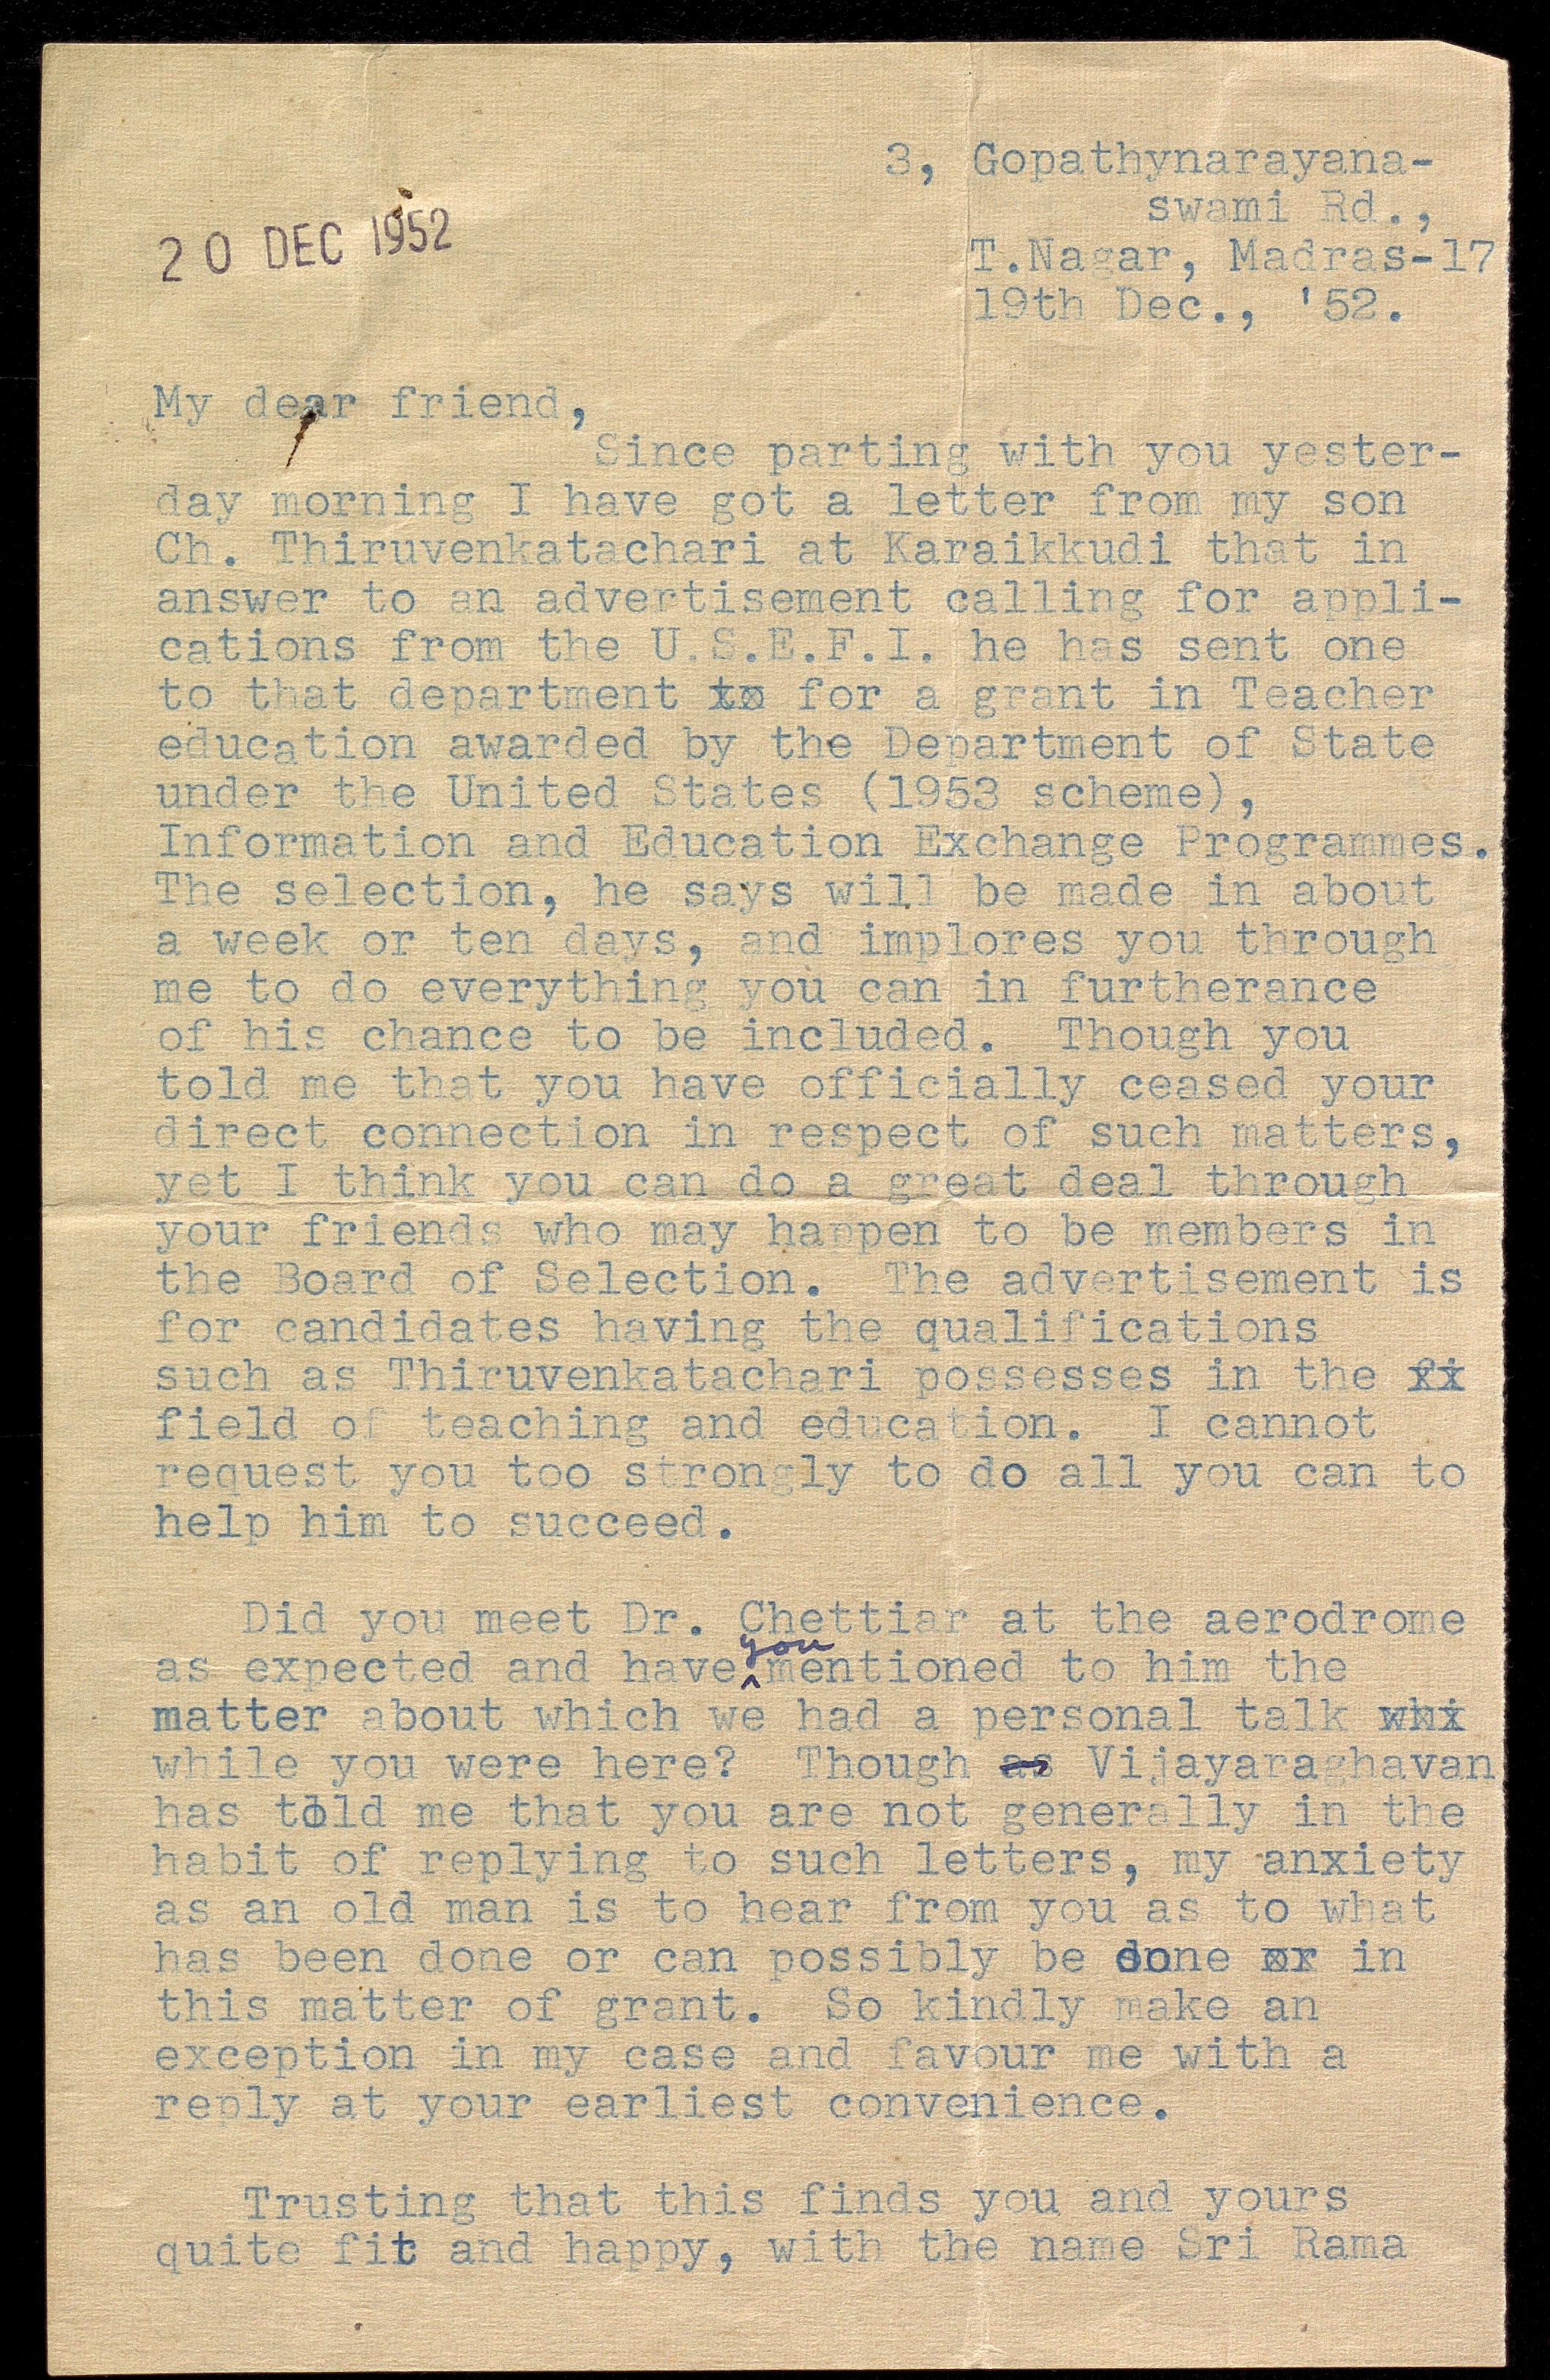 3, Gopathynarayana-
swami Rd.,
20 DEC 1952
T.Nagar, Madras-17
19th Dec., '52.
My dear friend,
Since parting with you yester-
day morning I have got a letter from my son
Ch. Thiruvenkatachari at Karaikkudi that in
answer to an advertisement calling for appli-
cations from the U.S.E.F.I. he has sent one
to that department to for a grant in Teacher
education awarded by the Department of State
under the United States (1953 scheme),
Information and Education Exchange Programmes.
The selection, he says will be made in about
a week or ten days, and implores you through
me to do everything you can in furtherance
of his chance to be included. Though you
told me that you have officially ceased your
direct connection in respect of such matters,
yet I think you can do a great deal through
your friends who may happen to be members in
the Board of Selection. The advertisement is
for candidates having the qualifications
such as Thiruvenkatachari possesses in the fi
field of teaching and education. I cannot
request you too strongly to do all you can to
help him to succeed.
Did you meet Dr. Chettiar at the aerodrome
as expected and have you mentioned to him the
matter about which we had a personal talk whi
while you were here? Though as Vijayaraghavan
has told me that you are not generally in the
habit of replying to such letters, my anxiety
as an old man is to hear from you as to what
has been done or can possibly be done or in
this matter of grant. So kindly make an
exception in my case and favour me with a
reply at your earliest convenience.
Trusting that this finds you and yours
quite fit and happy, with the name Sri Rama